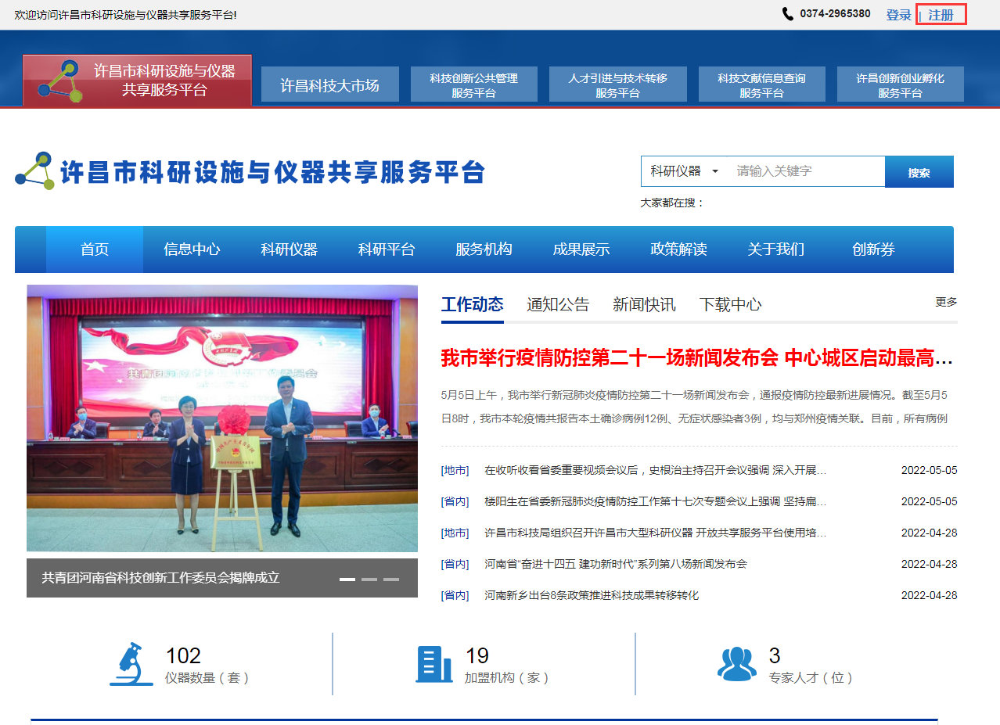 欢迎访问许昌市科研设施与仪器共享服务平台!
0374-2965380
登录 | 注册
许昌市科研设施与仪器
共享服务平台
许昌科技大市场
科技创新公共管理
服务平台
人才引进与技术转移
服务平台
科技文献信息查询
服务平台
许昌创新创业孵化
服务平台
许昌市科研设施与仪器共享服务平台
科研仪器
请输入关键字
搜索
大家都在搜：
首页 信息中心 科研仪器 科研平台 服务机构 成果展示 政策解读 关于我们 创新券
共青团河南省科技创新工作委员会揭牌成立
工作动态 通知公告 新闻快讯 下载中心 更多
我市举行疫情防控第二十一场新闻发布会 中心城区启动最高...
5月5日上午，我市举行新冠肺炎疫情防控第二十一场新闻发布会，通报疫情防控最新进展情况。截至5月5
日8时，我市本轮疫情共报告本土确诊病例12例、无症状感染者3例，均与郑州疫情关联。目前，所有病例
[地市] 在收听收看省委重要视频会议后，史根治主持召开会议强调 深入开展... 2022-05-05
[省内] 楼阳生在省委新冠肺炎疫情防控工作第十七次专题会议上强调 坚持扁... 2022-05-05
[地市] 许昌市科技局组织召开许昌市大型科研仪器 开放共享服务平台使用培... 2022-04-28
[省内] 河南省“奋进十四五 建功新时代”系列第八场新闻发布会 2022-04-28
[省内] 河南新乡出台8条政策推进科技成果转移转化 2022-04-28
102
仪器数量（套）
19
加盟机构（家）
3
专家人才（位）